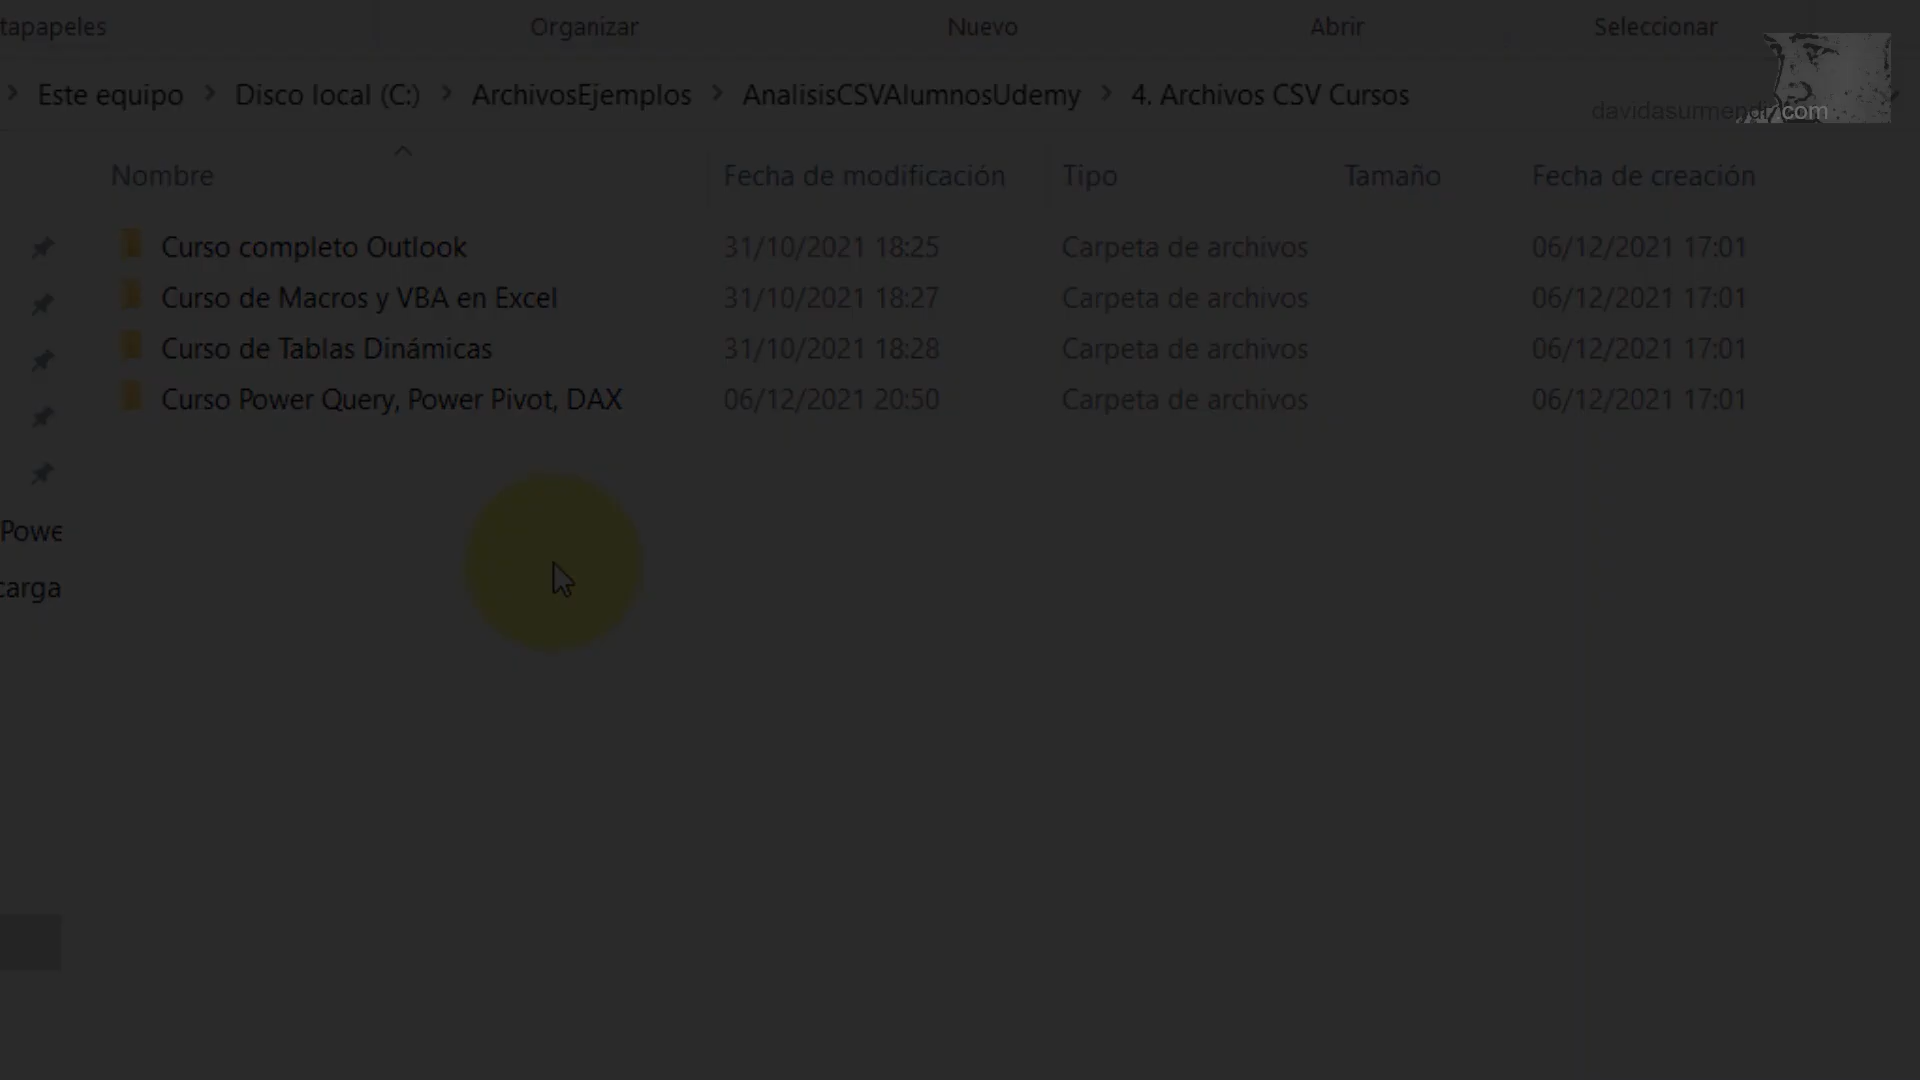 tapapeles Organizar Nuevo Abrir Seleccionar
Este equipo > Disco local (C:) > ArchivosEjemplos > AnalisisCSVAlumnosUdemy > 4. Archivos CSV Cursos
davidasurmendi.com
Nombre Fecha de modificación Tipo Tamaño Fecha de creación
Curso completo Outlook 31/10/2021 18:25 Carpeta de archivos 06/12/2021 17:01
Curso de Macros y VBA en Excel 31/10/2021 18:27 Carpeta de archivos 06/12/2021 17:01
Curso de Tablas Dinámicas 31/10/2021 18:28 Carpeta de archivos 06/12/2021 17:01
Curso Power Query, Power Pivot, DAX 06/12/2021 20:50 Carpeta de archivos 06/12/2021 17:01
Powe
carga